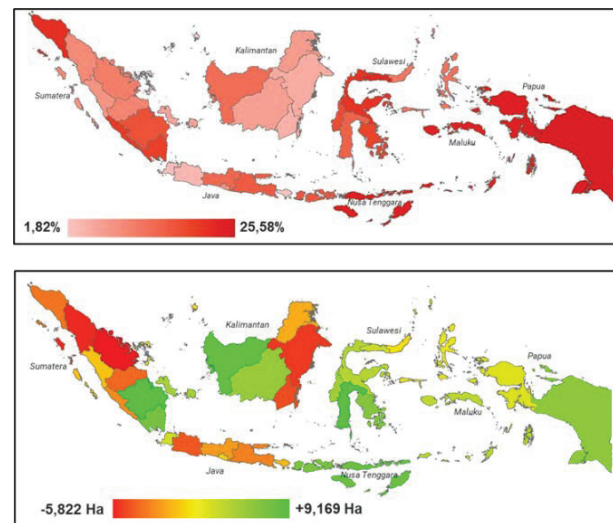 Kalimantan
Sulawesi
Papua
Sumatera
Maluku
Java
Nusa Tenggara
1,82%
25,58%
Kalimantan
Sulawesi
Papua
Sumatera
Maluku
Java
Nusa Tenggara
-5,822 Ha
+9,169 Ha